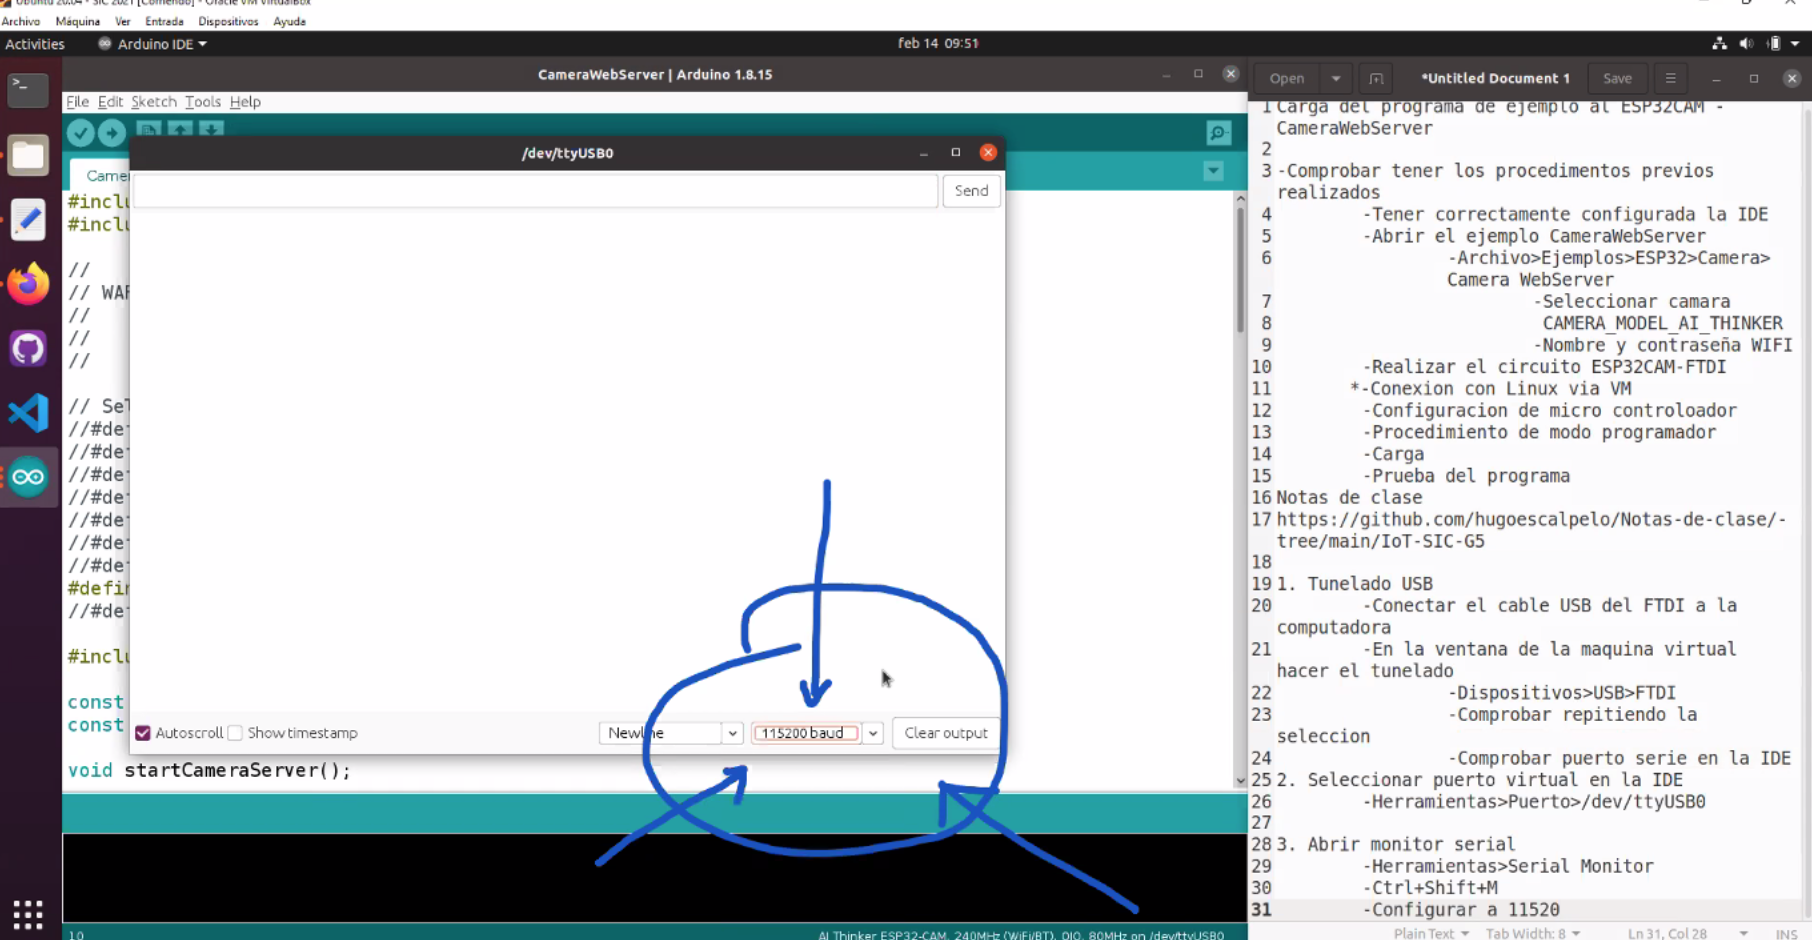 Ubuntu 20.04 - SIC 2021 [Corriendo] - Oracle VM VirtualBox
Archivo Máquina Ver Entrada Dispositivos Ayuda
Activities Arduino IDE feb 14 09:51
CameraWebServer | Arduino 1.8.15
File Edit Sketch Tools Help
/dev/ttyUSB0
Send
Came
#inclu
#inclu
//
// WAR
//
//
//
// Sel
//#def
//#def
//#def
//#def
//#def
//#def
//#def
#defin
//#def
#inclu
const
const
Autoscroll Show timestamp Newline 115200 baud Clear output
void startCameraServer();
10 AI Thinker ESP32-CAM, 240MHz (WiFi/BT), QIO, 80MHz on /dev/ttyUSB0
Open *Untitled Document 1 Save
1 Carga del programa de ejemplo al ESP32CAM -
CameraWebServer
2
3 -Comprobar tener los procedimentos previos
realizados
4 -Tener correctamente configurada la IDE
5 -Abrir el ejemplo CameraWebServer
6 -Archivo>Ejemplos>ESP32>Camera>
Camera WebServer
7 -Seleccionar camara
8 CAMERA_MODEL_AI_THINKER
9 -Nombre y contraseña WIFI
10 -Realizar el circuito ESP32CAM-FTDI
11 *-Conexion con Linux via VM
12 -Configuracion de micro controloador
13 -Procedimiento de modo programador
14 -Carga
15 -Prueba del programa
16 Notas de clase
17 https://github.com/hugoescalpelo/Notas-de-clase/-
tree/main/IoT-SIC-G5
18
19 1. Tunelado USB
20 -Conectar el cable USB del FTDI a la
computadora
21 -En la ventana de la maquina virtual
hacer el tunelado
22 -Dispositivos>USB>FTDI
23 -Comprobar repitiendo la
seleccion
24 -Comprobar puerto serie en la IDE
25 2. Seleccionar puerto virtual en la IDE
26 -Herramientas>Puerto>/dev/ttyUSB0
27
28 3. Abrir monitor serial
29 -Herramientas>Serial Monitor
30 -Ctrl+Shift+M
31 -Configurar a 11520
Plain Text Tab Width: 8 Ln 31, Col 28 INS